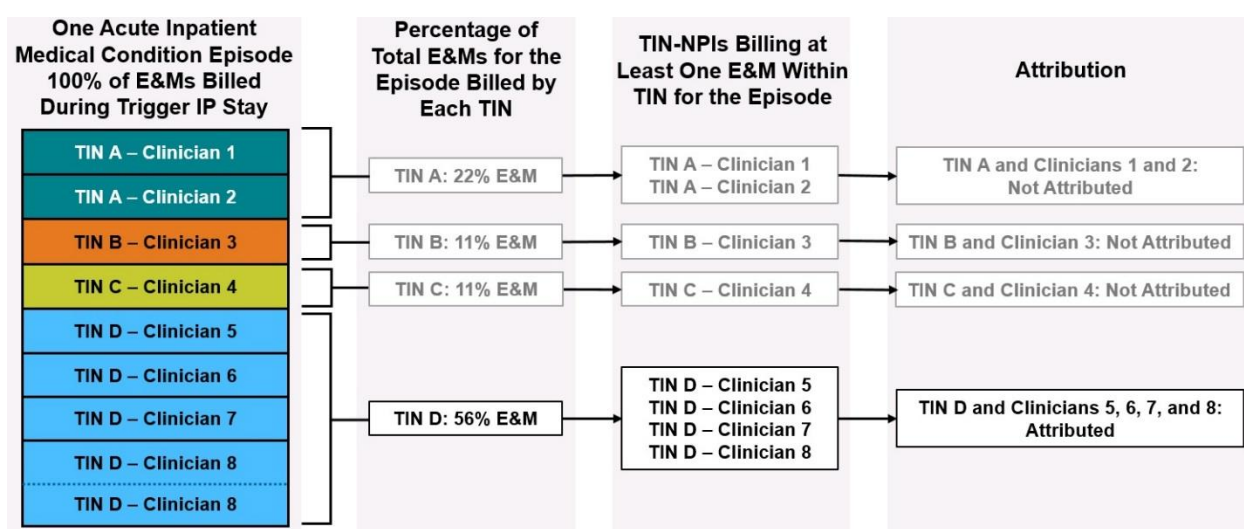 One Acute Inpatient
Medical Condition Episode
100% of E&Ms Billed
During Trigger IP Stay
TIN A – Clinician 1
TIN A – Clinician 2
TIN B – Clinician 3
TIN C – Clinician 4
TIN D – Clinician 5
TIN D – Clinician 6
TIN D – Clinician 7
TIN D – Clinician 8
TIN D – Clinician 8
Percentage of
Total E&Ms for the
Episode Billed by
Each TIN
TIN A: 22% E&M
TIN B: 11% E&M
TIN C: 11% E&M
TIN D: 56% E&M
TIN-NPIs Billing at
Least One E&M Within
TIN for the Episode
TIN A – Clinician 1
TIN A – Clinician 2
TIN B – Clinician 3
TIN C – Clinician 4
TIN D – Clinician 5
TIN D – Clinician 6
TIN D – Clinician 7
TIN D – Clinician 8
Attribution
TIN A and Clinicians 1 and 2:
Not Attributed
TIN B and Clinician 3: Not Attributed
TIN C and Clinician 4: Not Attributed
TIN D and Clinicians 5, 6, 7, and 8:
Attributed